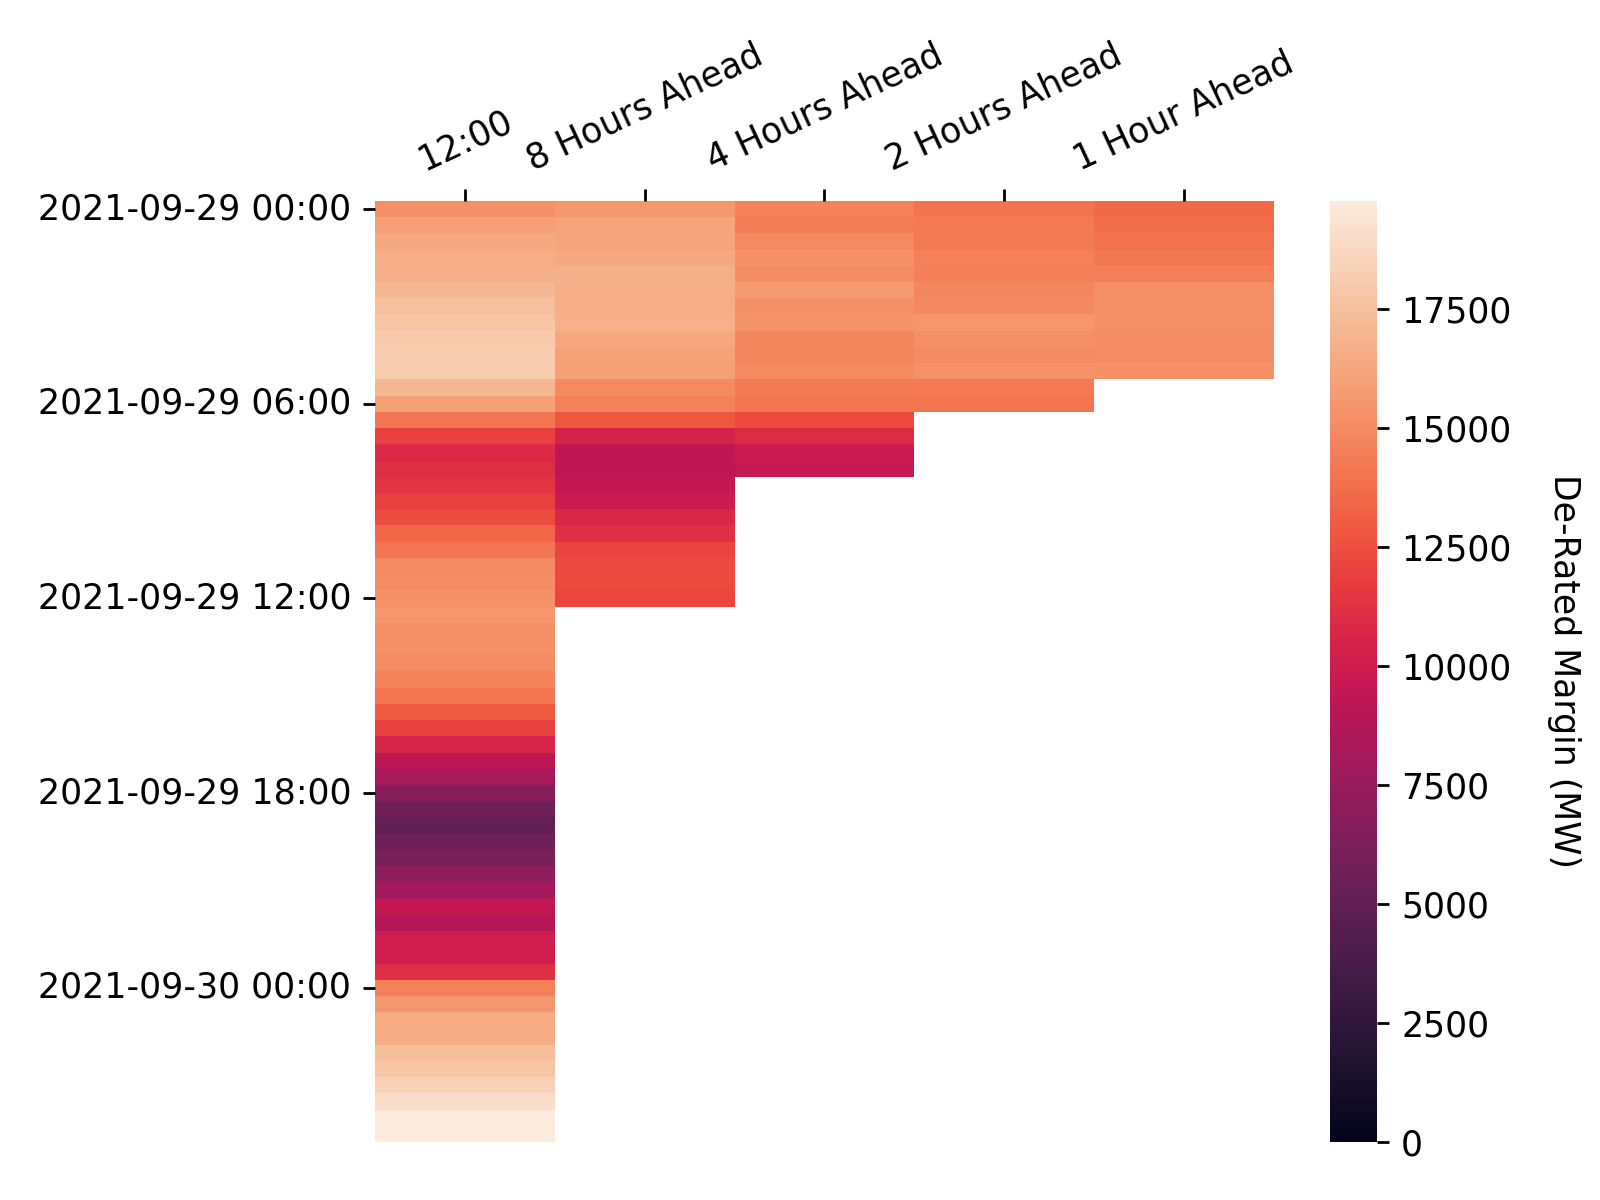 12:00
8 Hours Ahead
4 Hours Ahead
2 Hours Ahead
1 Hour Ahead
2021-09-29 00:00
2021-09-29 06:00
2021-09-29 12:00
2021-09-29 18:00
2021-09-30 00:00
17500
15000
12500
10000
7500
5000
2500
0
De-Rated Margin (MW)